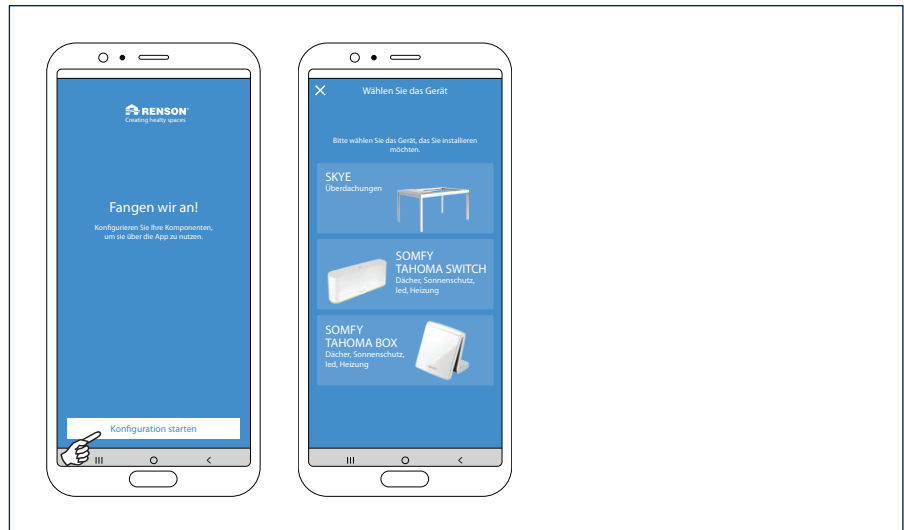 RENSON
Creating healty spaces
Fangen wir an!
Konfigurieren Sie Ihre Komponenten,
um sie über die App zu nutzen.
Konfiguration starten
Wählen Sie das Gerät
Bitte wählen Sie das Gerät, das Sie installieren
möchten.
SKYE
Überdachungen
SOMFY
TAHOMA SWITCH
Dächer, Sonnenschutz,
led, Heizung
SOMFY
TAHOMA BOX
Dächer, Sonnenschutz,
led, Heizung